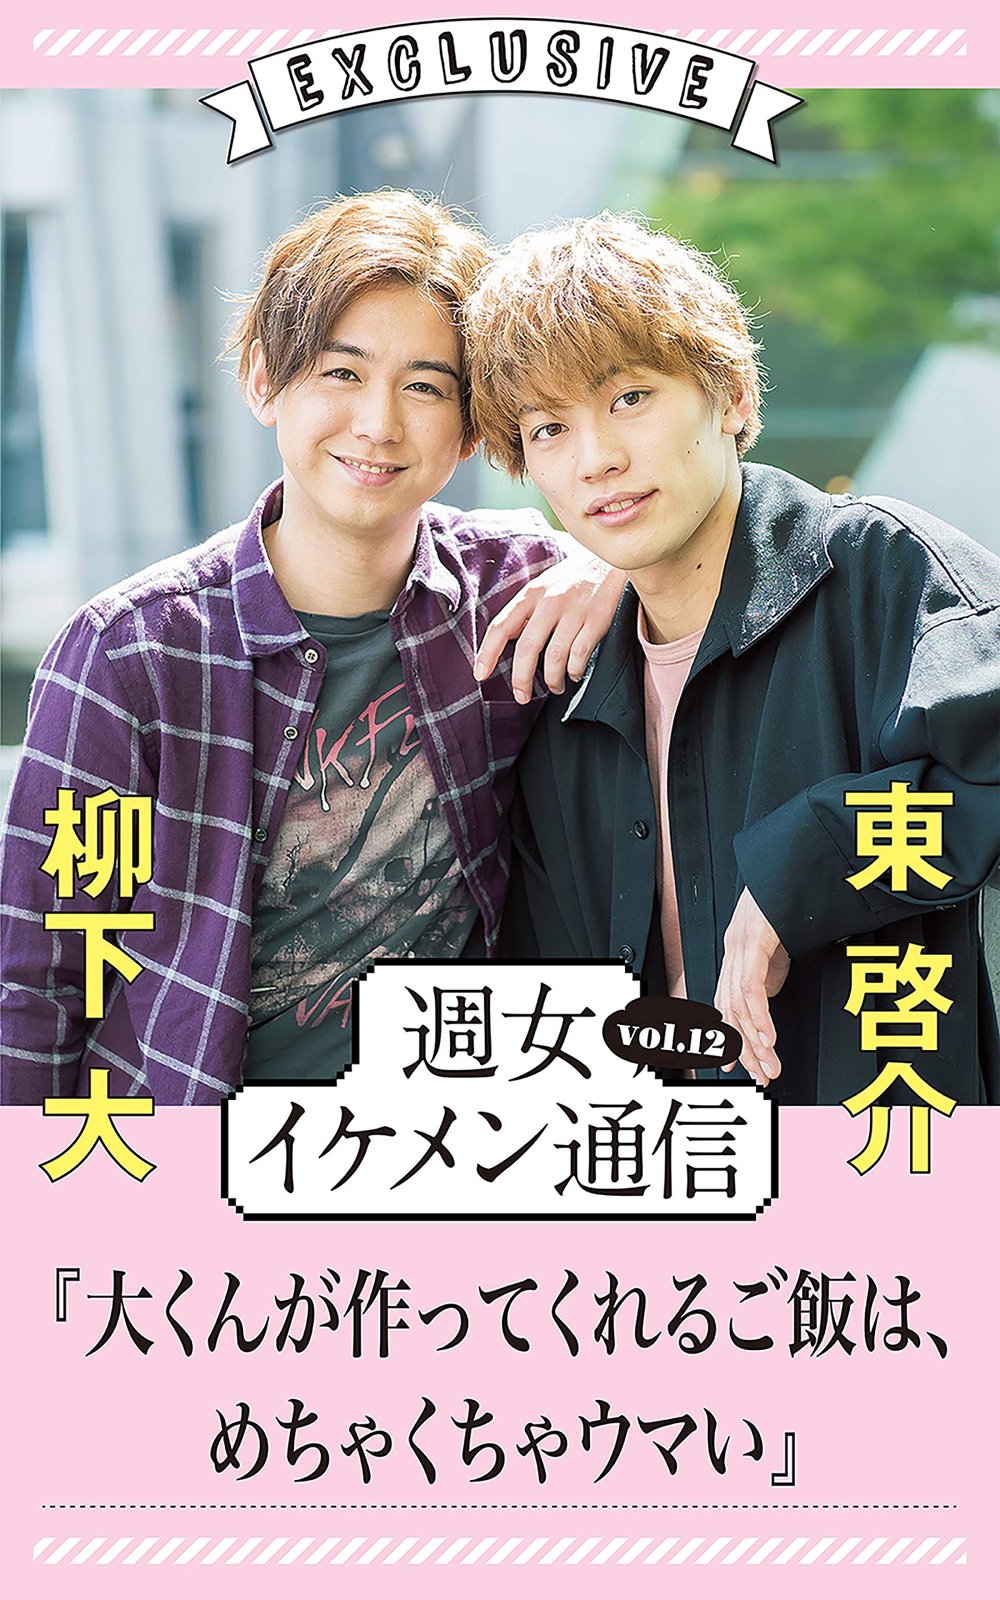 EXCLUSIVE
柳下大
東 啓介
週女
vol.12
イケメン通信
『大くんが作ってくれるご飯は、
めちゃくちゃウマい』